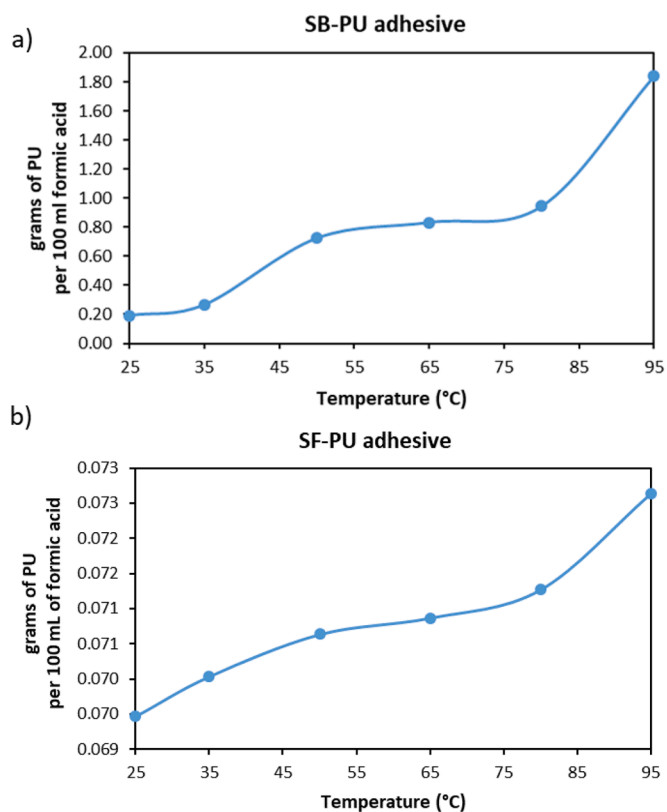 a)
SB-PU adhesive
grams of PU
per 100 ml formic acid
2.00
1.80
1.60
1.40
1.20
1.00
0.80
0.60
0.40
0.20
0.00
25 35 45 55 65 75 85 95
Temperature (°C)
b)
SF-PU adhesive
grams of PU
per 100 mL of formic acid
0.073
0.073
0.072
0.072
0.071
0.071
0.070
0.070
0.069
25 35 45 55 65 75 85 95
Temperature (°C)